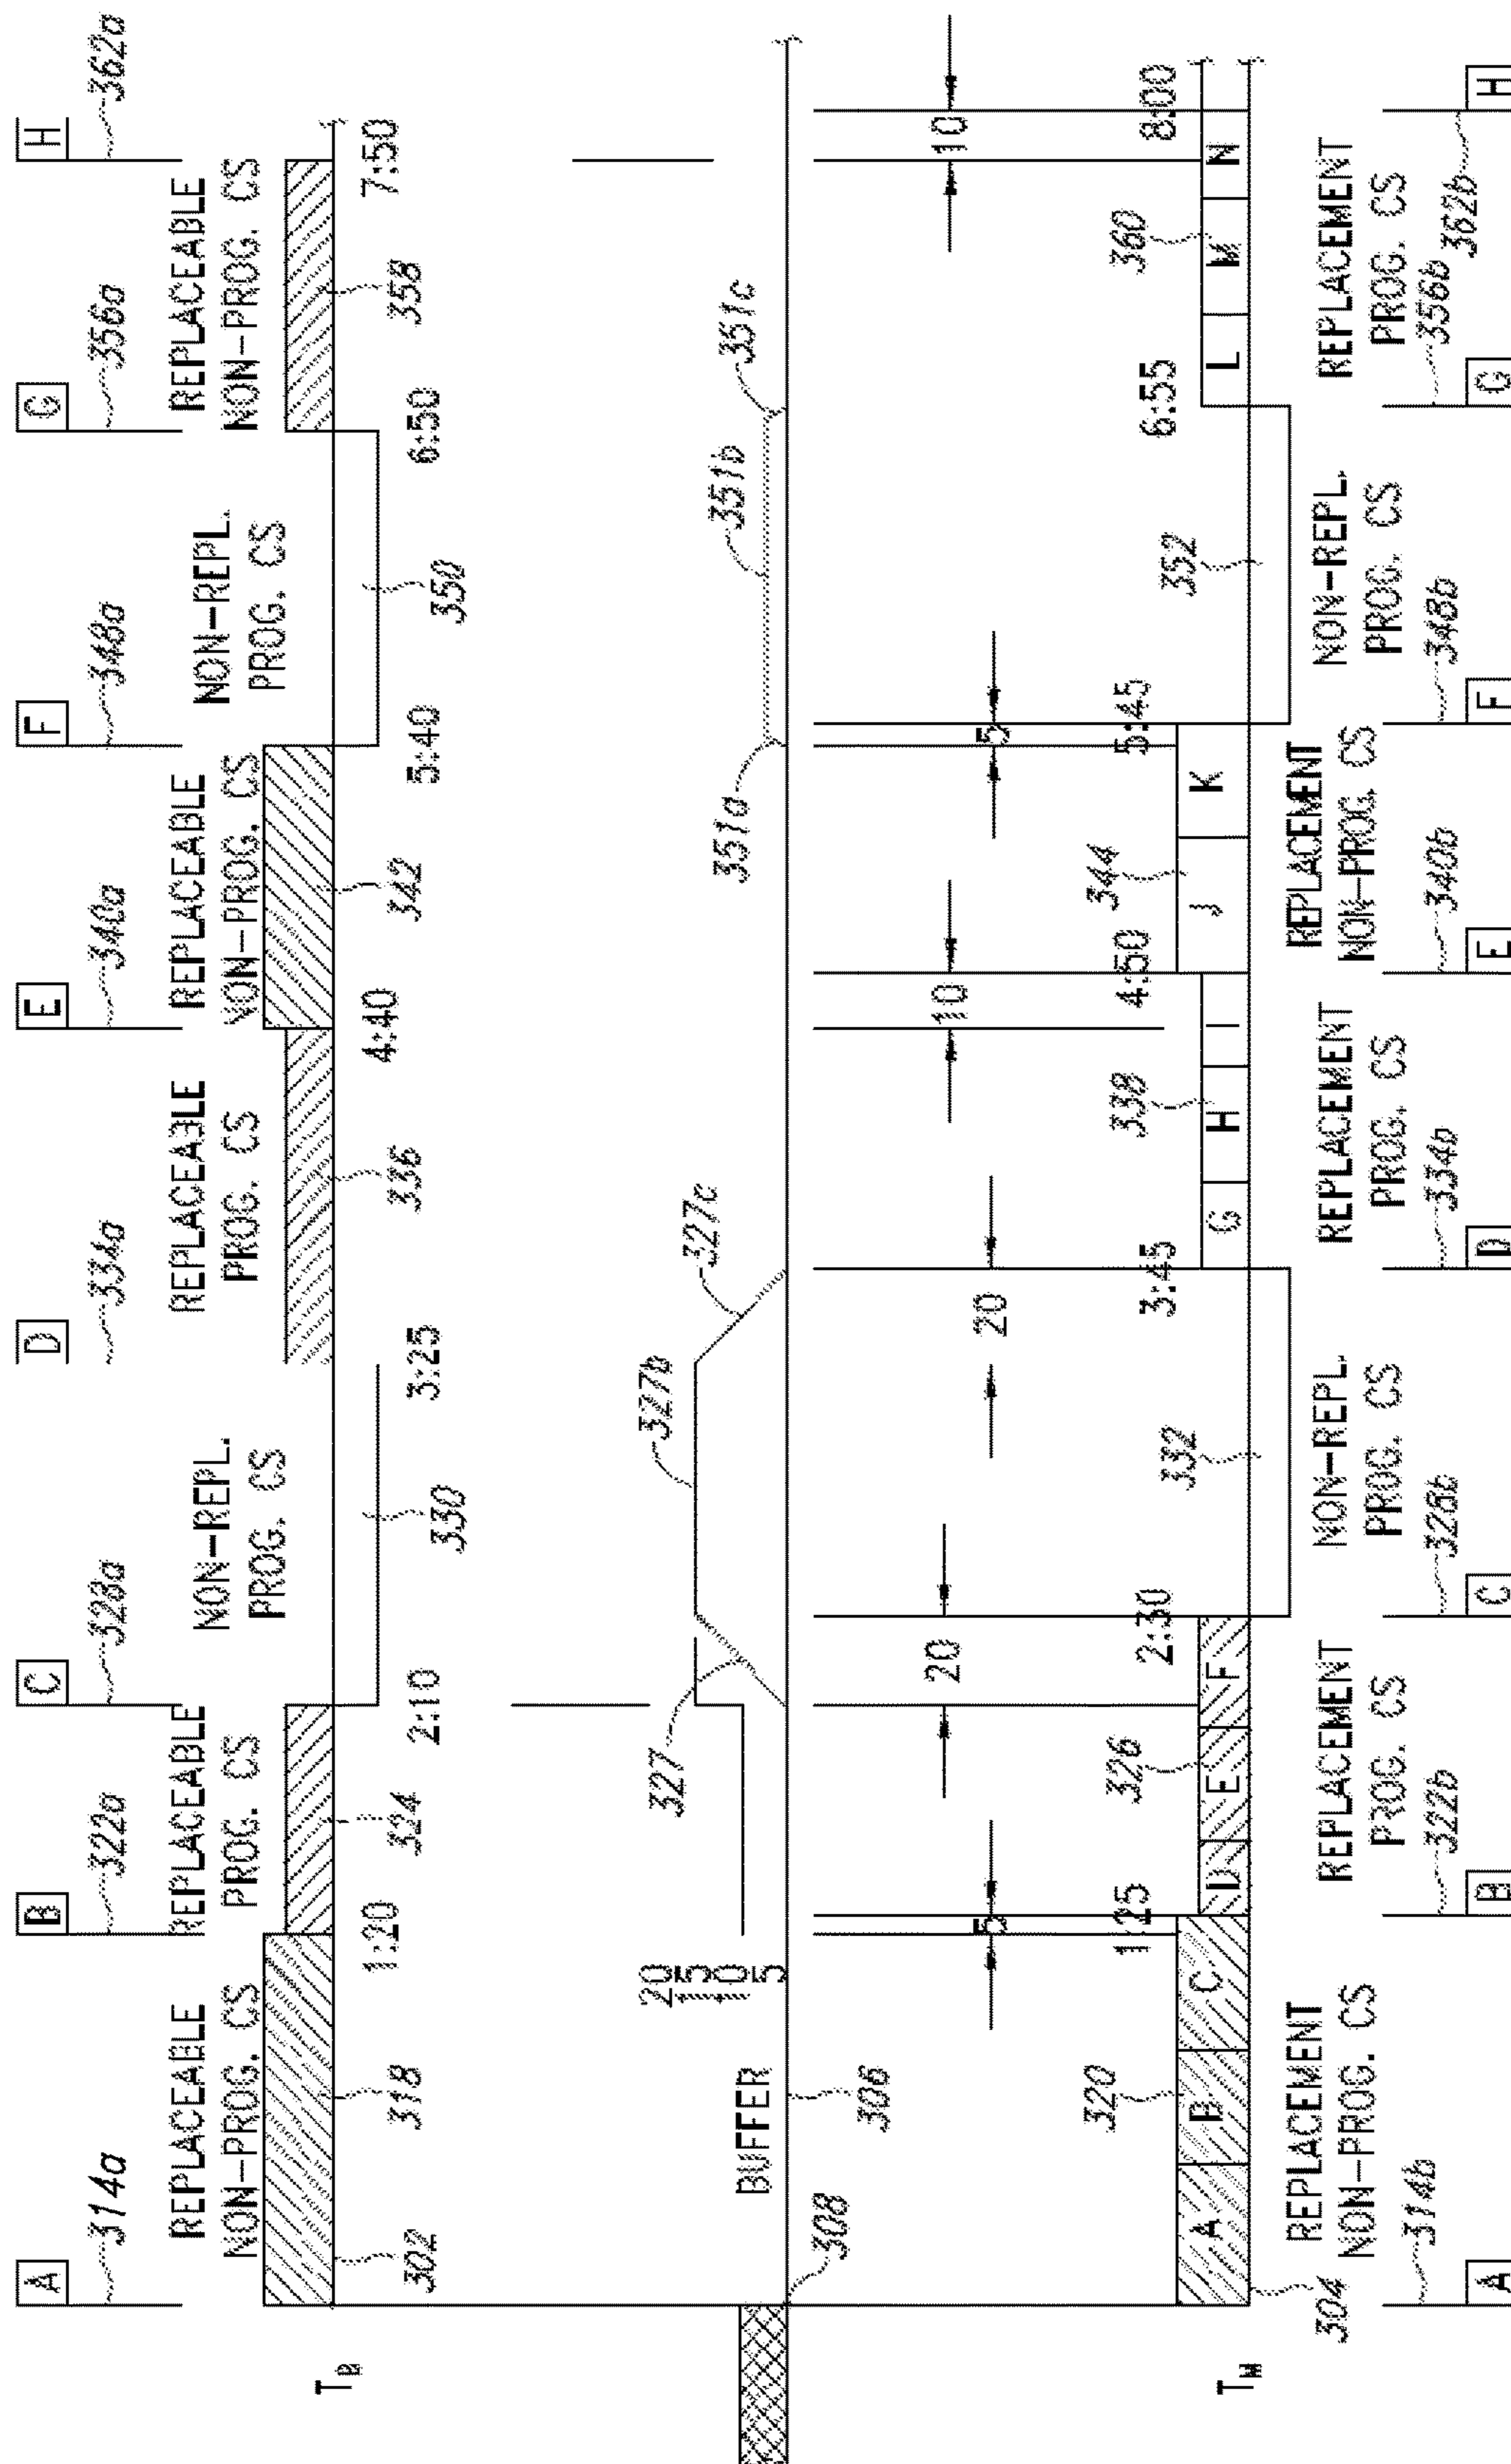 A
B
C
D
E
F
G
H
314a
322a
328a
334a
340a
348a
356a
362a
REPLACEABLE
NON-PROG. CS
REPLACEABLE
PROG. CS
NON-REPL.
PROG. CS
REPLACEABLE
PROG. CS
REPLACEABLE
NON-PROG. CS
NON-REPL.
PROG. CS
REPLACEABLE
NON-PROG. CS
TB
302
318
1:20
324
2:10
330
3:25
336
4:40
342
5:40
350
6:50
358
7:50
BUFFER
20
15
10
5
308
306
327
327b
327c
351a
351b
351c
5
20
20
10
5
10
320
1:25
326
2:30
332
3:45
338
4:50
344
5:45
352
6:55
360
8:00
TM
A
B
C
D
E
F
G
H
I
J
K
L
M
N
304
REPLACEMENT
NON-PROG. CS
REPLACEMENT
PROG. CS
NON-REPL.
PROG. CS
REPLACEMENT
PROG. CS
REPLACEMENT
NON-PROG. CS
NON-REPL.
PROG. CS
REPLACEMENT
PROG. CS
314b
322b
328b
334b
340b
348b
356b
362b
A
B
C
D
E
F
G
H